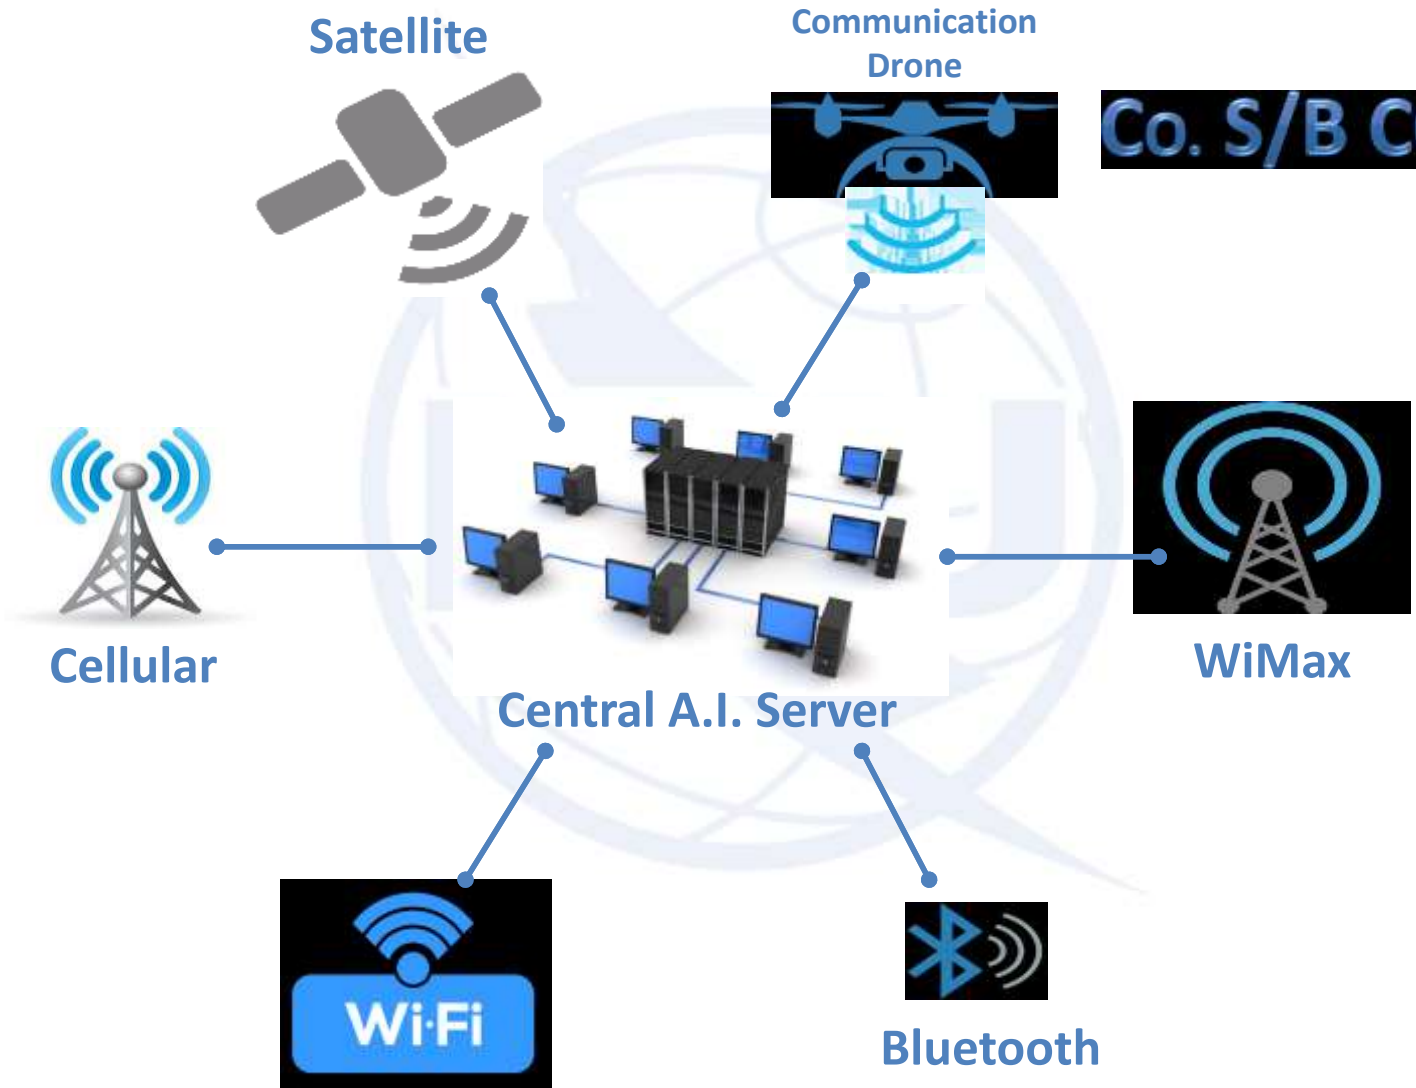 Satellite
Communication
Drone
Co. S/B C
Cellular
WiMax
Central A.I. Server
Wi-Fi
Bluetooth